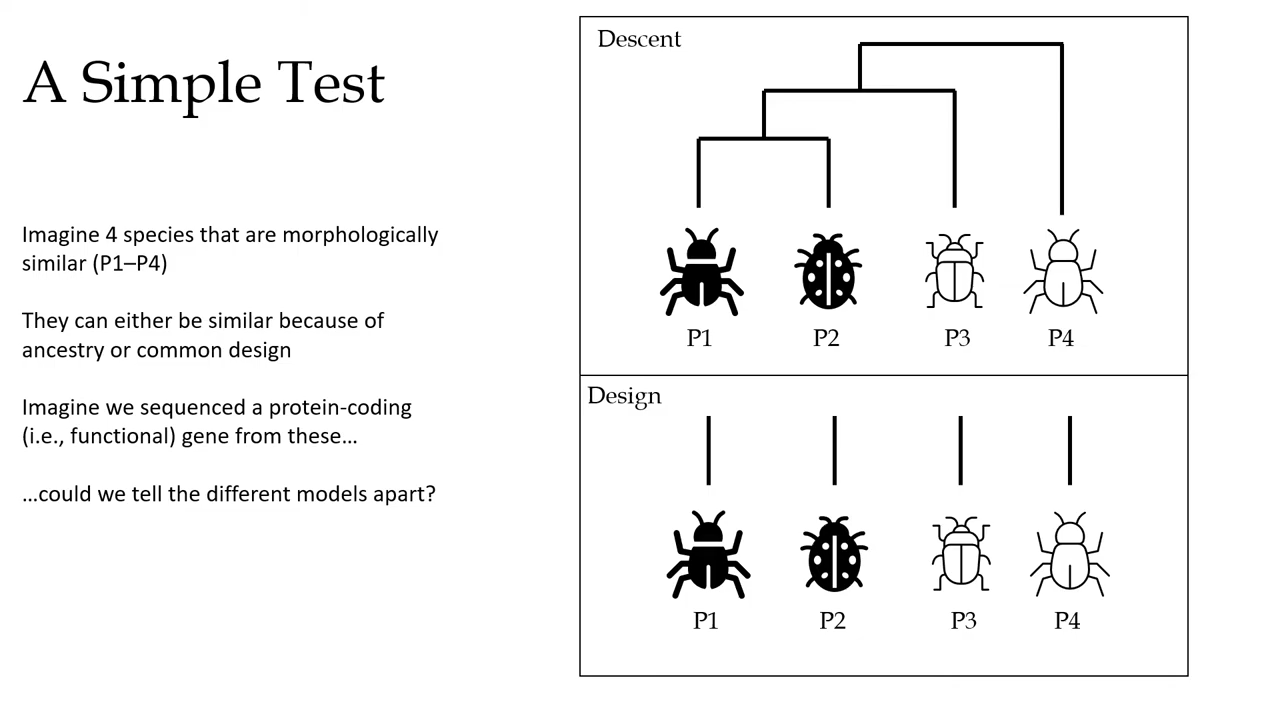 A Simple Test
Imagine 4 species that are morphologically
similar (P1–P4)
They can either be similar because of
ancestry or common design
Imagine we sequenced a protein-coding
(i.e., functional) gene from these…
…could we tell the different models apart?
Descent
P1 P2 P3 P4
Design
P1 P2 P3 P4